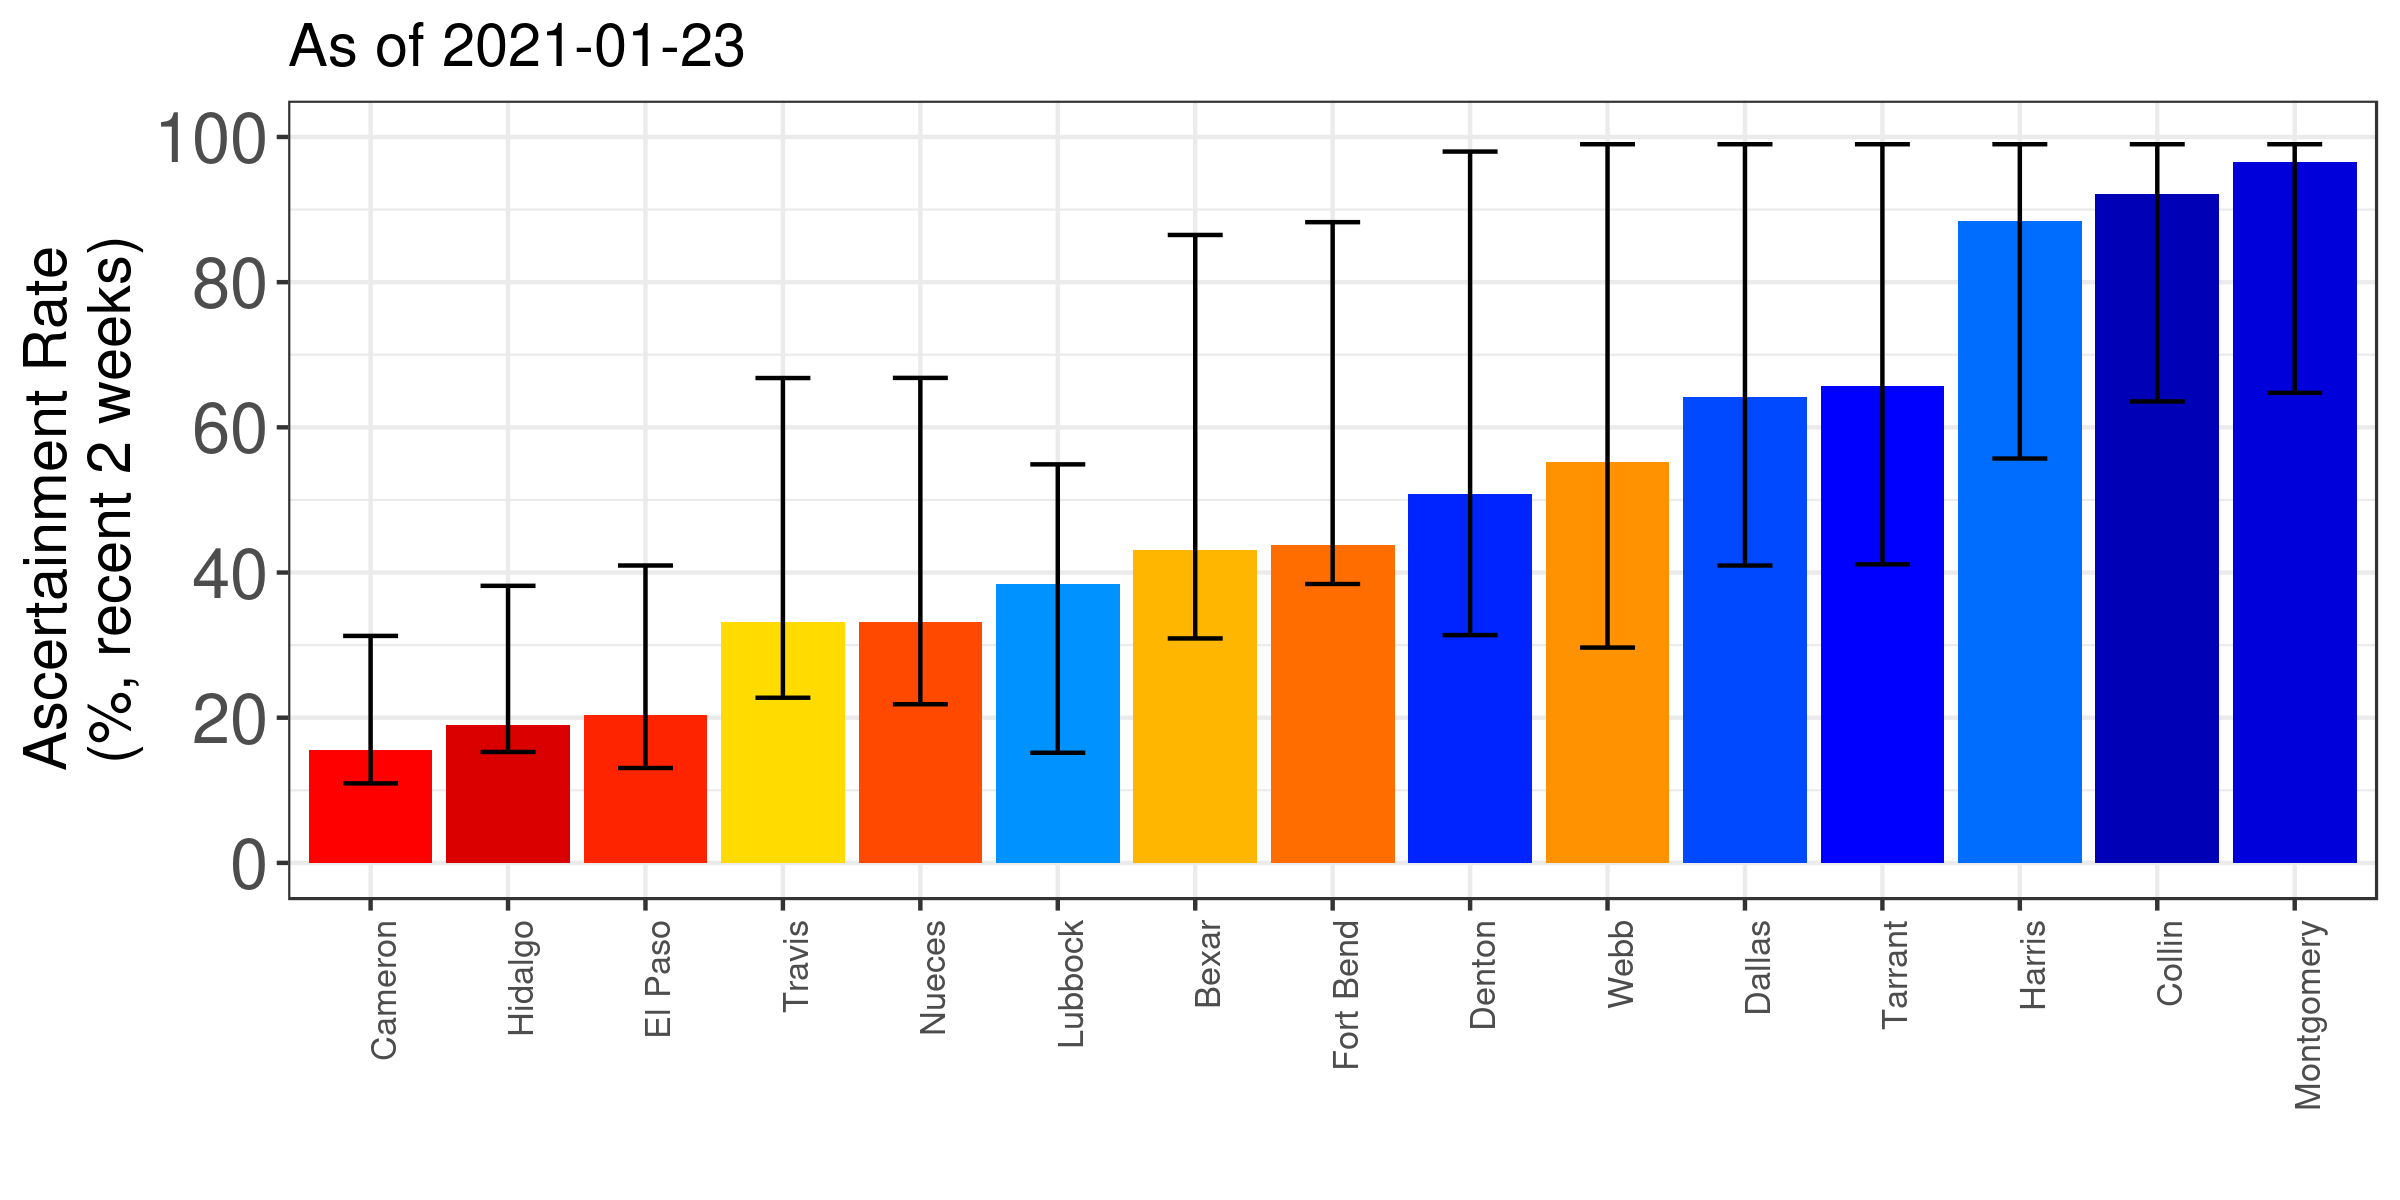 As of 2021-01-23
Ascertainment Rate
(%, recent 2 weeks)
100
80
60
40
20
0
Cameron
Hidalgo
El Paso
Travis
Nueces
Lubbock
Bexar
Fort Bend
Denton
Webb
Dallas
Tarrant
Harris
Collin
Montgomery